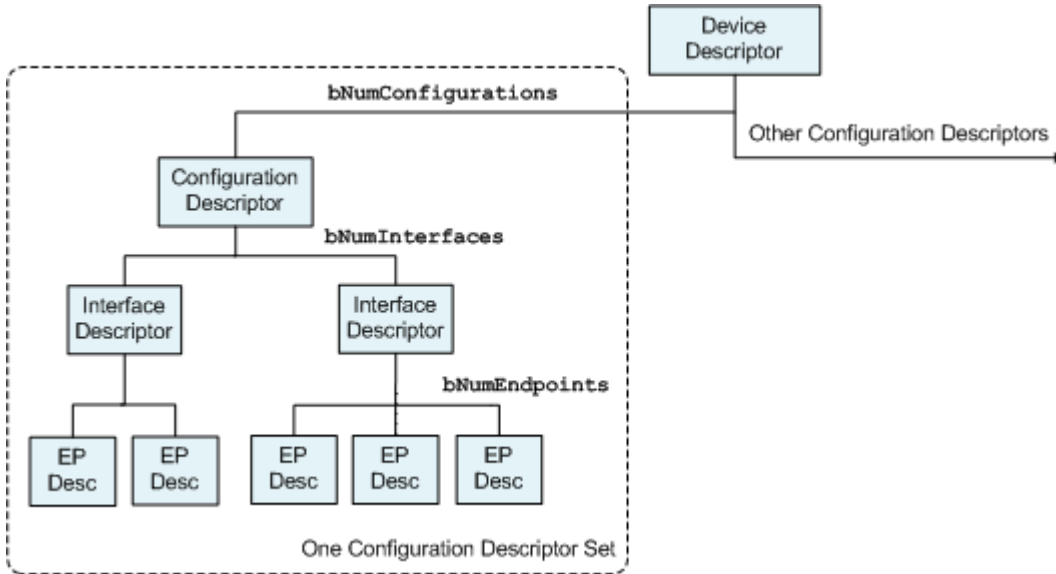 Device
Descriptor
bNumConfigurations
Other Configuration Descriptors
Configuration
Descriptor
bNumInterfaces
Interface
Descriptor
Interface
Descriptor
bNumEndpoints
EP
Desc
EP
Desc
EP
Desc
EP
Desc
EP
Desc
One Configuration Descriptor Set